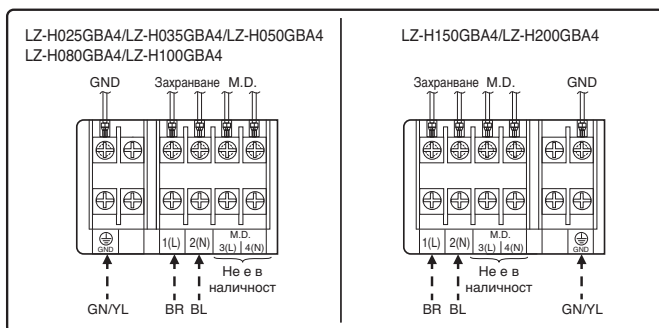 LZ-H025GBA4/LZ-H035GBA4/LZ-H050GBA4
LZ-H080GBA4/LZ-H100GBA4
GND Захранване M.D.
GND
1(L) 2(N) M.D.
3(L) 4(N)
Не е в
наличност
GN/YL BR BL
LZ-H150GBA4/LZ-H200GBA4
Захранване M.D. GND
1(L) 2(N) M.D.
3(L) 4(N)
GND
Не е в
наличност
BR BL GN/YL